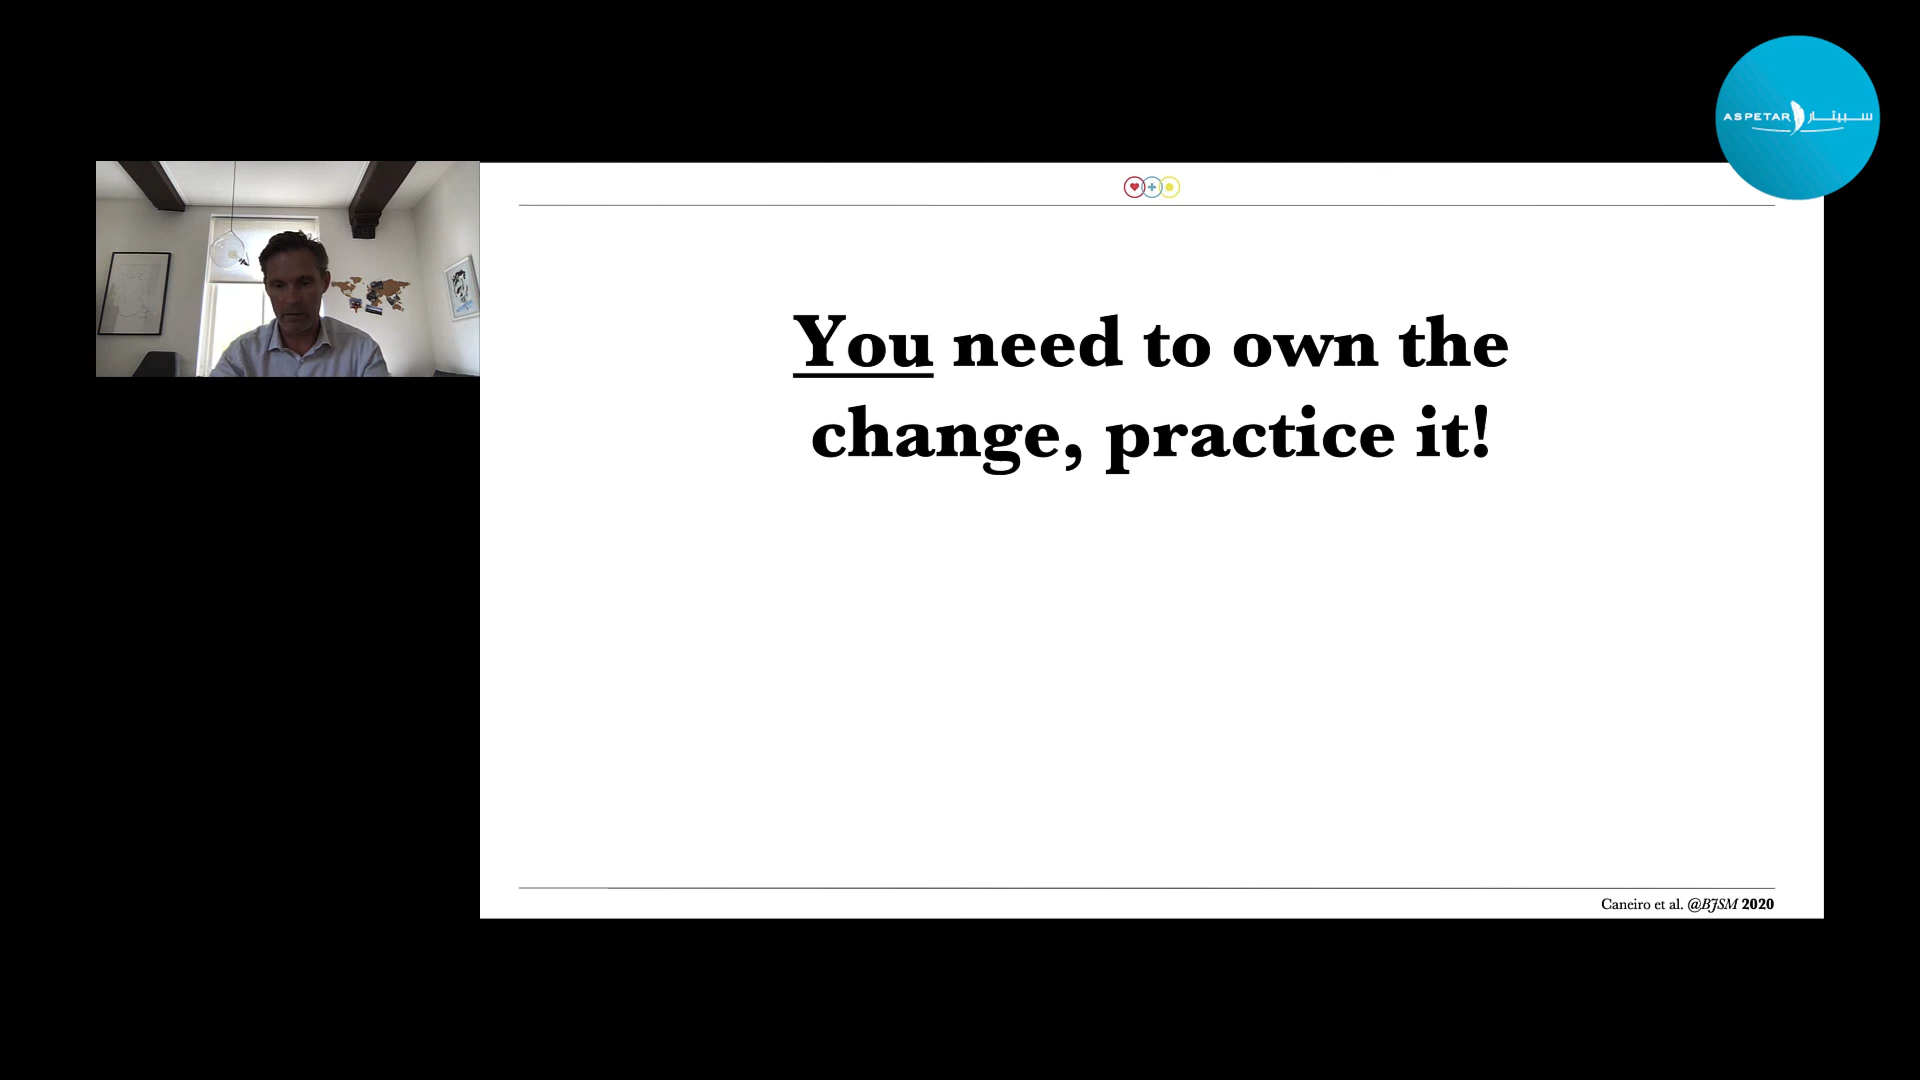 ASPETAR سبيتار
You need to own the
change, practice it!
Caneiro et al. @BJSM 2020